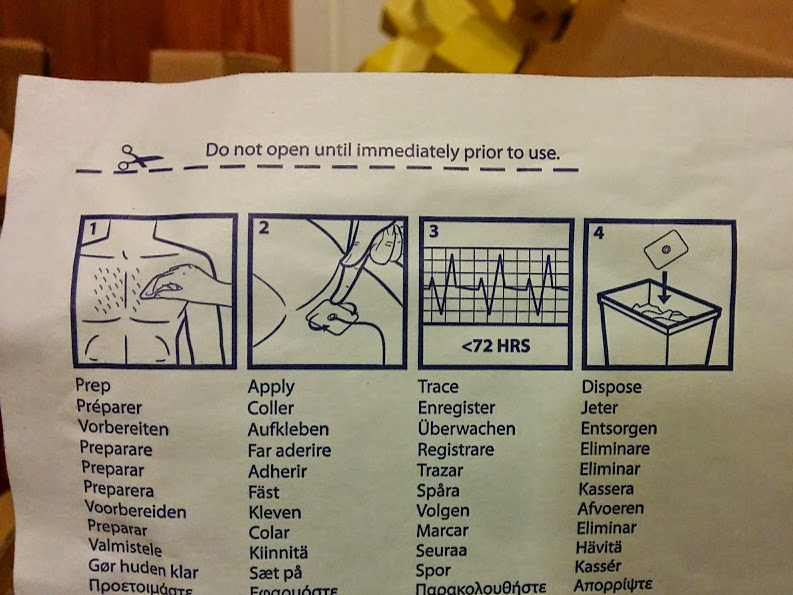 Do not open until immediately prior to use.
1
2
3
4
<72 HRS
Prep Apply Trace Dispose
Préparer Coller Enregister Jeter
Vorbereiten Aufkleben Überwachen Entsorgen
Preparare Far aderire Registrare Eliminare
Preparar Adherir Trazar Eliminar
Preparera Fäst Spåra Kassera
Voorbereiden Kleven Volgen Afvoeren
Preparar Colar Marcar Eliminar
Valmistele Kiinnitä Seuraa Hävitä
Gør huden klar Sæt på Spor Kassér
Προετοιμάστε Εφαρμόστε Παρακολουθήστε Απορρίψτε